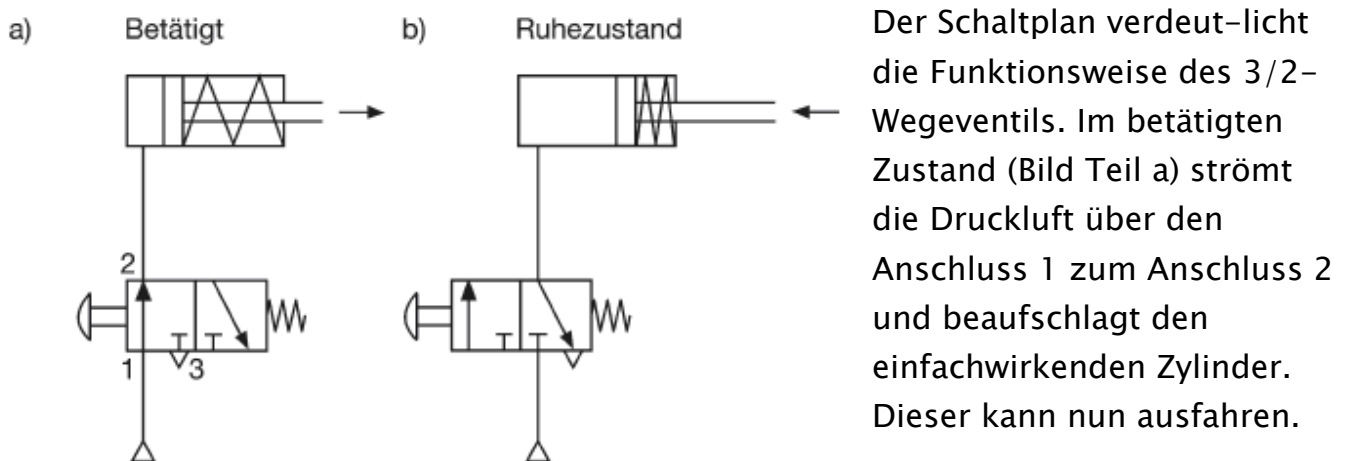 a) Betätigt b) Ruhezustand
2
1 3
Der Schaltplan verdeut-licht
die Funktionsweise des 3/2-
Wegeventils. Im betätigten
Zustand (Bild Teil a) strömt
die Druckluft über den
Anschluss 1 zum Anschluss 2
und beaufschlagt den
einfachwirkenden Zylinder.
Dieser kann nun ausfahren.